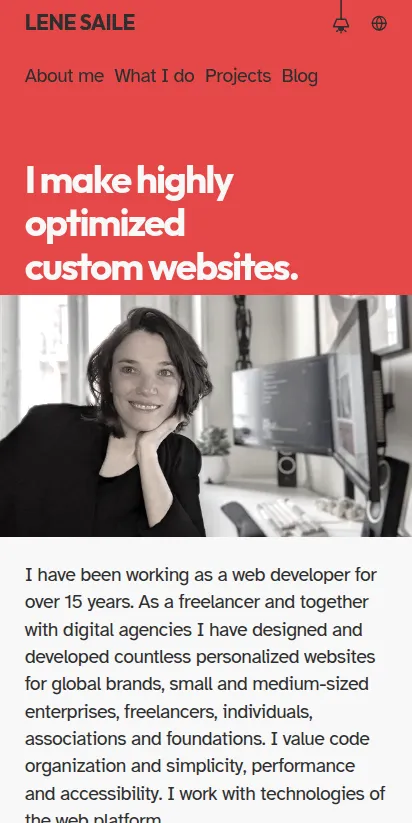 LENE SAILE
About me What I do Projects Blog
I make highly
optimized
custom websites.
I have been working as a web developer for
over 15 years. As a freelancer and together
with digital agencies I have designed and
developed countless personalized websites
for global brands, small and medium-sized
enterprises, freelancers, individuals,
associations and foundations. I value code
organization and simplicity, performance
and accessibility. I work with technologies of
the web platform